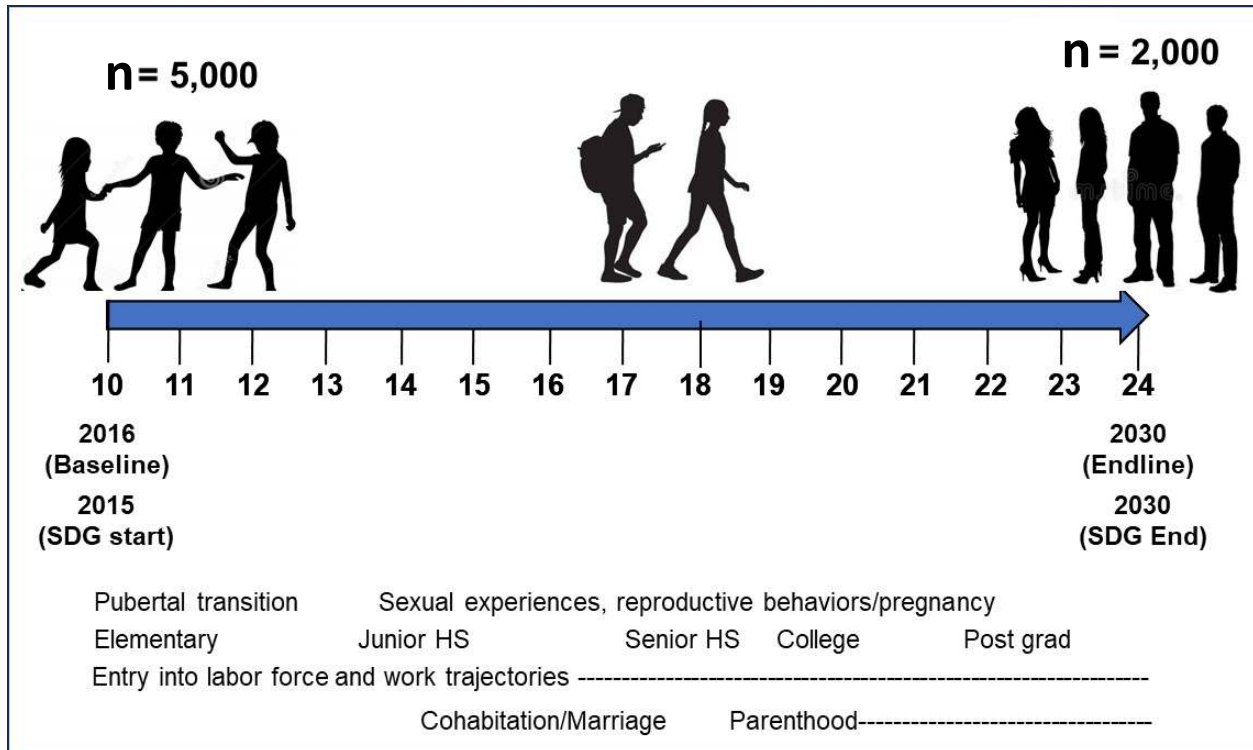 n = 5,000
n = 2,000
10 11 12 13 14 15 16 17 18 19 20 21 22 23 24
2016 2030
(Baseline) (Endline)
2015 2030
(SDG start) (SDG End)
Pubertal transition Sexual experiences, reproductive behaviors/pregnancy
Elementary Junior HS Senior HS College Post grad
Entry into labor force and work trajectories -------------------------------------------------------------------
Cohabitation/Marriage Parenthood----------------------------------